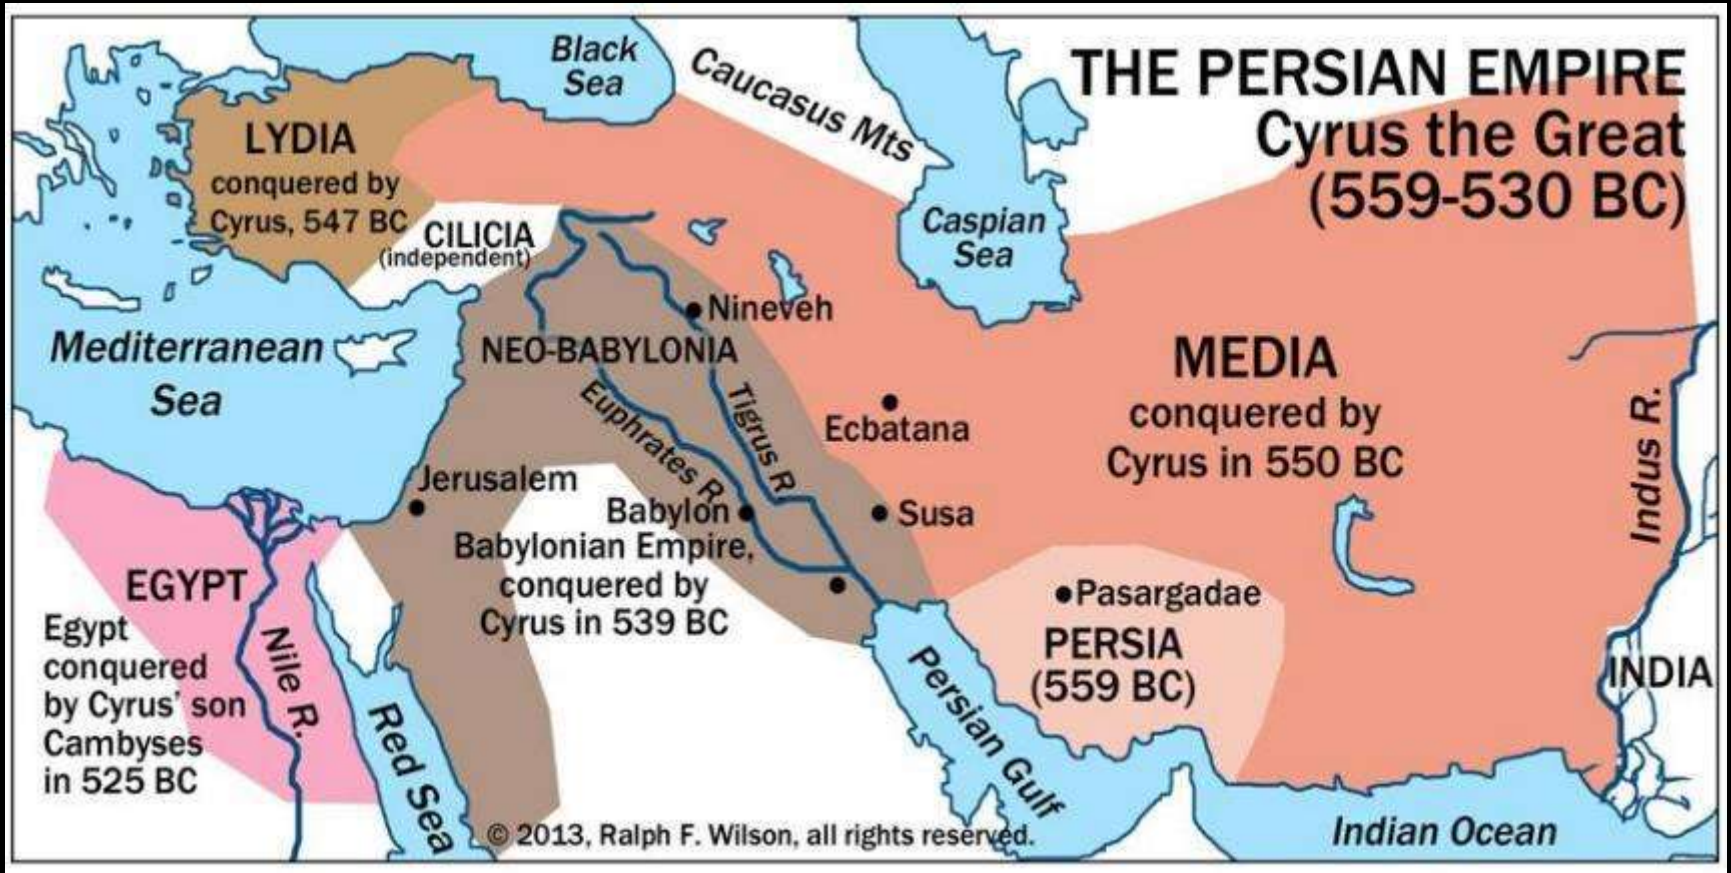 THE PERSIAN EMPIRE
Cyrus the Great
(559-530 BC)
Black
Sea
Caucasus Mts
LYDIA
conquered by
Cyrus, 547 BC
CILICIA
(independent)
Caspian
Sea
Mediterranean
Sea
Nineveh
NEO-BABYLONIA
Euphrates R.
Tigrus R
Ecbatana
MEDIA
conquered by
Cyrus in 550 BC
Indus R.
Jerusalem
Babylon
Susa
Babylonian Empire,
conquered by
Cyrus in 539 BC
EGYPT
Egypt
conquered
by Cyrus' son
Cambyses
in 525 BC
Nile R.
Red Sea
Pasargadae
PERSIA
(559 BC)
Persian Gulf
INDIA
Indian Ocean
© 2013, Ralph F. Wilson, all rights reserved.